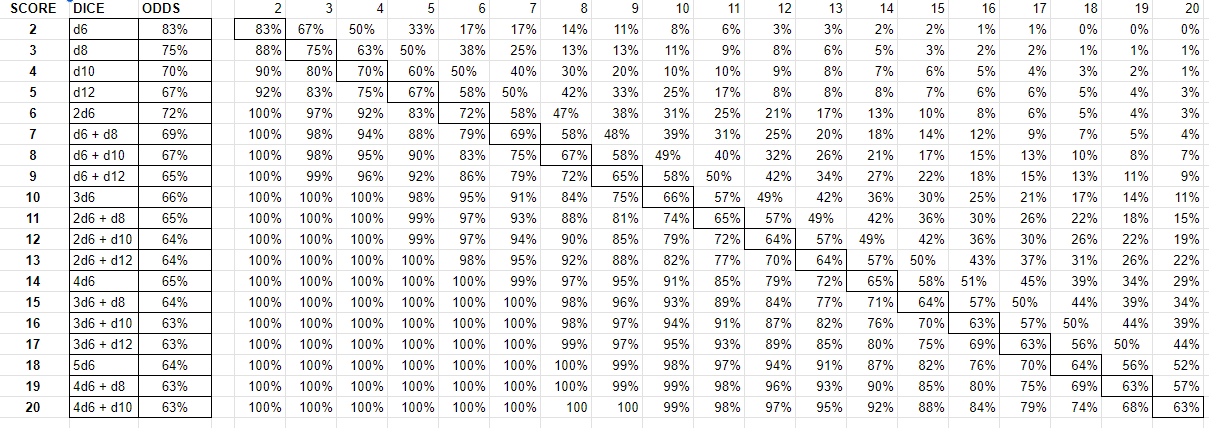 SCORE DICE ODDS 2 3 4 5 6 7 8 9 10 11 12 13 14 15 16 17 18 19 20
2 d6 83% 83% 67% 50% 33% 17% 17% 14% 11% 8% 6% 3% 3% 2% 2% 1% 1% 0% 0% 0%
3 d8 75% 88% 75% 63% 50% 38% 25% 13% 13% 11% 9% 8% 6% 5% 3% 2% 2% 1% 1% 1%
4 d10 70% 90% 80% 70% 60% 50% 40% 30% 20% 10% 10% 9% 8% 7% 6% 5% 4% 3% 2% 1%
5 d12 67% 92% 83% 75% 67% 58% 50% 42% 33% 25% 17% 8% 8% 8% 7% 6% 6% 5% 4% 3%
6 2d6 72% 100% 97% 92% 83% 72% 58% 47% 38% 31% 25% 21% 17% 13% 10% 8% 6% 5% 4% 3%
7 d6 + d8 69% 100% 98% 94% 88% 79% 69% 58% 48% 39% 31% 25% 20% 18% 14% 12% 9% 7% 5% 4%
8 d6 + d10 67% 100% 98% 95% 90% 83% 75% 67% 58% 49% 40% 32% 26% 21% 17% 15% 13% 10% 8% 7%
9 d6 + d12 65% 100% 99% 96% 92% 86% 79% 72% 65% 58% 50% 42% 34% 27% 22% 18% 15% 13% 11% 9%
10 3d6 66% 100% 100% 100% 98% 95% 91% 84% 75% 66% 57% 49% 42% 36% 30% 25% 21% 17% 14% 11%
11 2d6 + d8 65% 100% 100% 100% 99% 97% 93% 88% 81% 74% 65% 57% 49% 42% 36% 30% 26% 22% 18% 15%
12 2d6 + d10 64% 100% 100% 100% 99% 97% 94% 90% 85% 79% 72% 64% 57% 49% 42% 36% 30% 26% 22% 19%
13 2d6 + d12 64% 100% 100% 100% 100% 98% 95% 92% 88% 82% 77% 70% 64% 57% 50% 43% 37% 31% 26% 22%
14 4d6 65% 100% 100% 100% 100% 100% 99% 97% 95% 91% 85% 79% 72% 65% 58% 51% 45% 39% 34% 29%
15 3d6 + d8 64% 100% 100% 100% 100% 100% 100% 98% 96% 93% 89% 84% 77% 71% 64% 57% 50% 44% 39% 34%
16 3d6 + d10 63% 100% 100% 100% 100% 100% 100% 98% 97% 94% 91% 87% 82% 76% 70% 63% 57% 50% 44% 39%
17 3d6 + d12 63% 100% 100% 100% 100% 100% 100% 99% 97% 95% 93% 89% 85% 80% 75% 69% 63% 56% 50% 44%
18 5d6 64% 100% 100% 100% 100% 100% 100% 100% 99% 98% 97% 94% 91% 87% 82% 76% 70% 64% 56% 52%
19 4d6 + d8 63% 100% 100% 100% 100% 100% 100% 100% 99% 99% 98% 96% 93% 90% 85% 80% 75% 69% 63% 57%
20 4d6 + d10 63% 100% 100% 100% 100% 100% 100% 100 100 99% 98% 97% 95% 92% 88% 84% 79% 74% 68% 63%